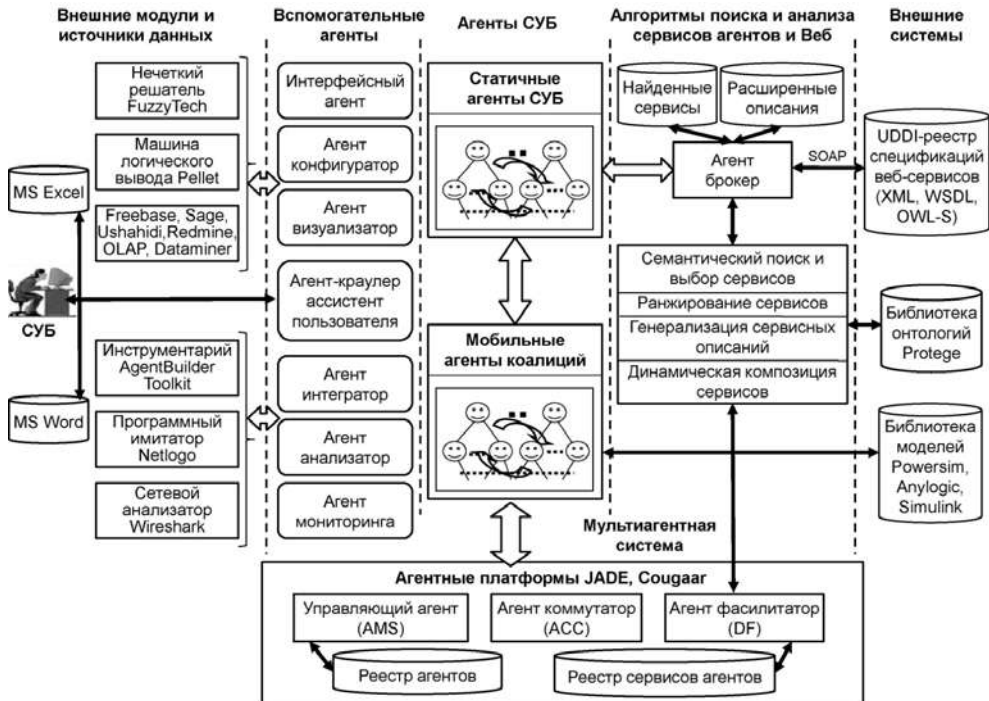 Внешние модули и
источники данных
Вспомогательные
агенты
Агенты СУБ
Алгоритмы поиска и анализа
сервисов агентов и Веб
Внешние
системы
Нечеткий
решатель
FuzzyTech
Машина
логического
вывода Pellet
Freebase, Sage,
Ushahidi,Redmine,
OLAP, Dataminer
MS Excel
СУБ
MS Word
Инструментарий
AgentBuilder
Toolkit
Программный
имитатор
Netlogo
Сетевой
анализатор
Wireshark
Интерфейсный
агент
Агент
конфигуратор
Агент
визуализатор
Агент-краулер
ассистент
пользователя
Агент
интегратор
Агент
анализатор
Агент
мониторинга
Статичные
агенты СУБ
Мобильные
агенты коалиций
Найденные
сервисы
Расширенные
описания
Агент
брокер
SOAP
Семантический поиск и
выбор сервисов
Ранжирование сервисов
Генерализация сервисных
описаний
Динамическая композиция
сервисов
UDDI-реестр
спецификаций
веб-сервисов
(XML, WSDL,
OWL-S)
Библиотека
онтологий
Protege
Библиотека
моделей
Powersim,
Anylogic,
Simulink
Мультиагентная
система
Агентные платформы JADE, Cougaar
Управляющий агент
(AMS)
Агент коммутатор
(ACC)
Агент фасилитатор
(DF)
Реестр агентов
Реестр сервисов агентов